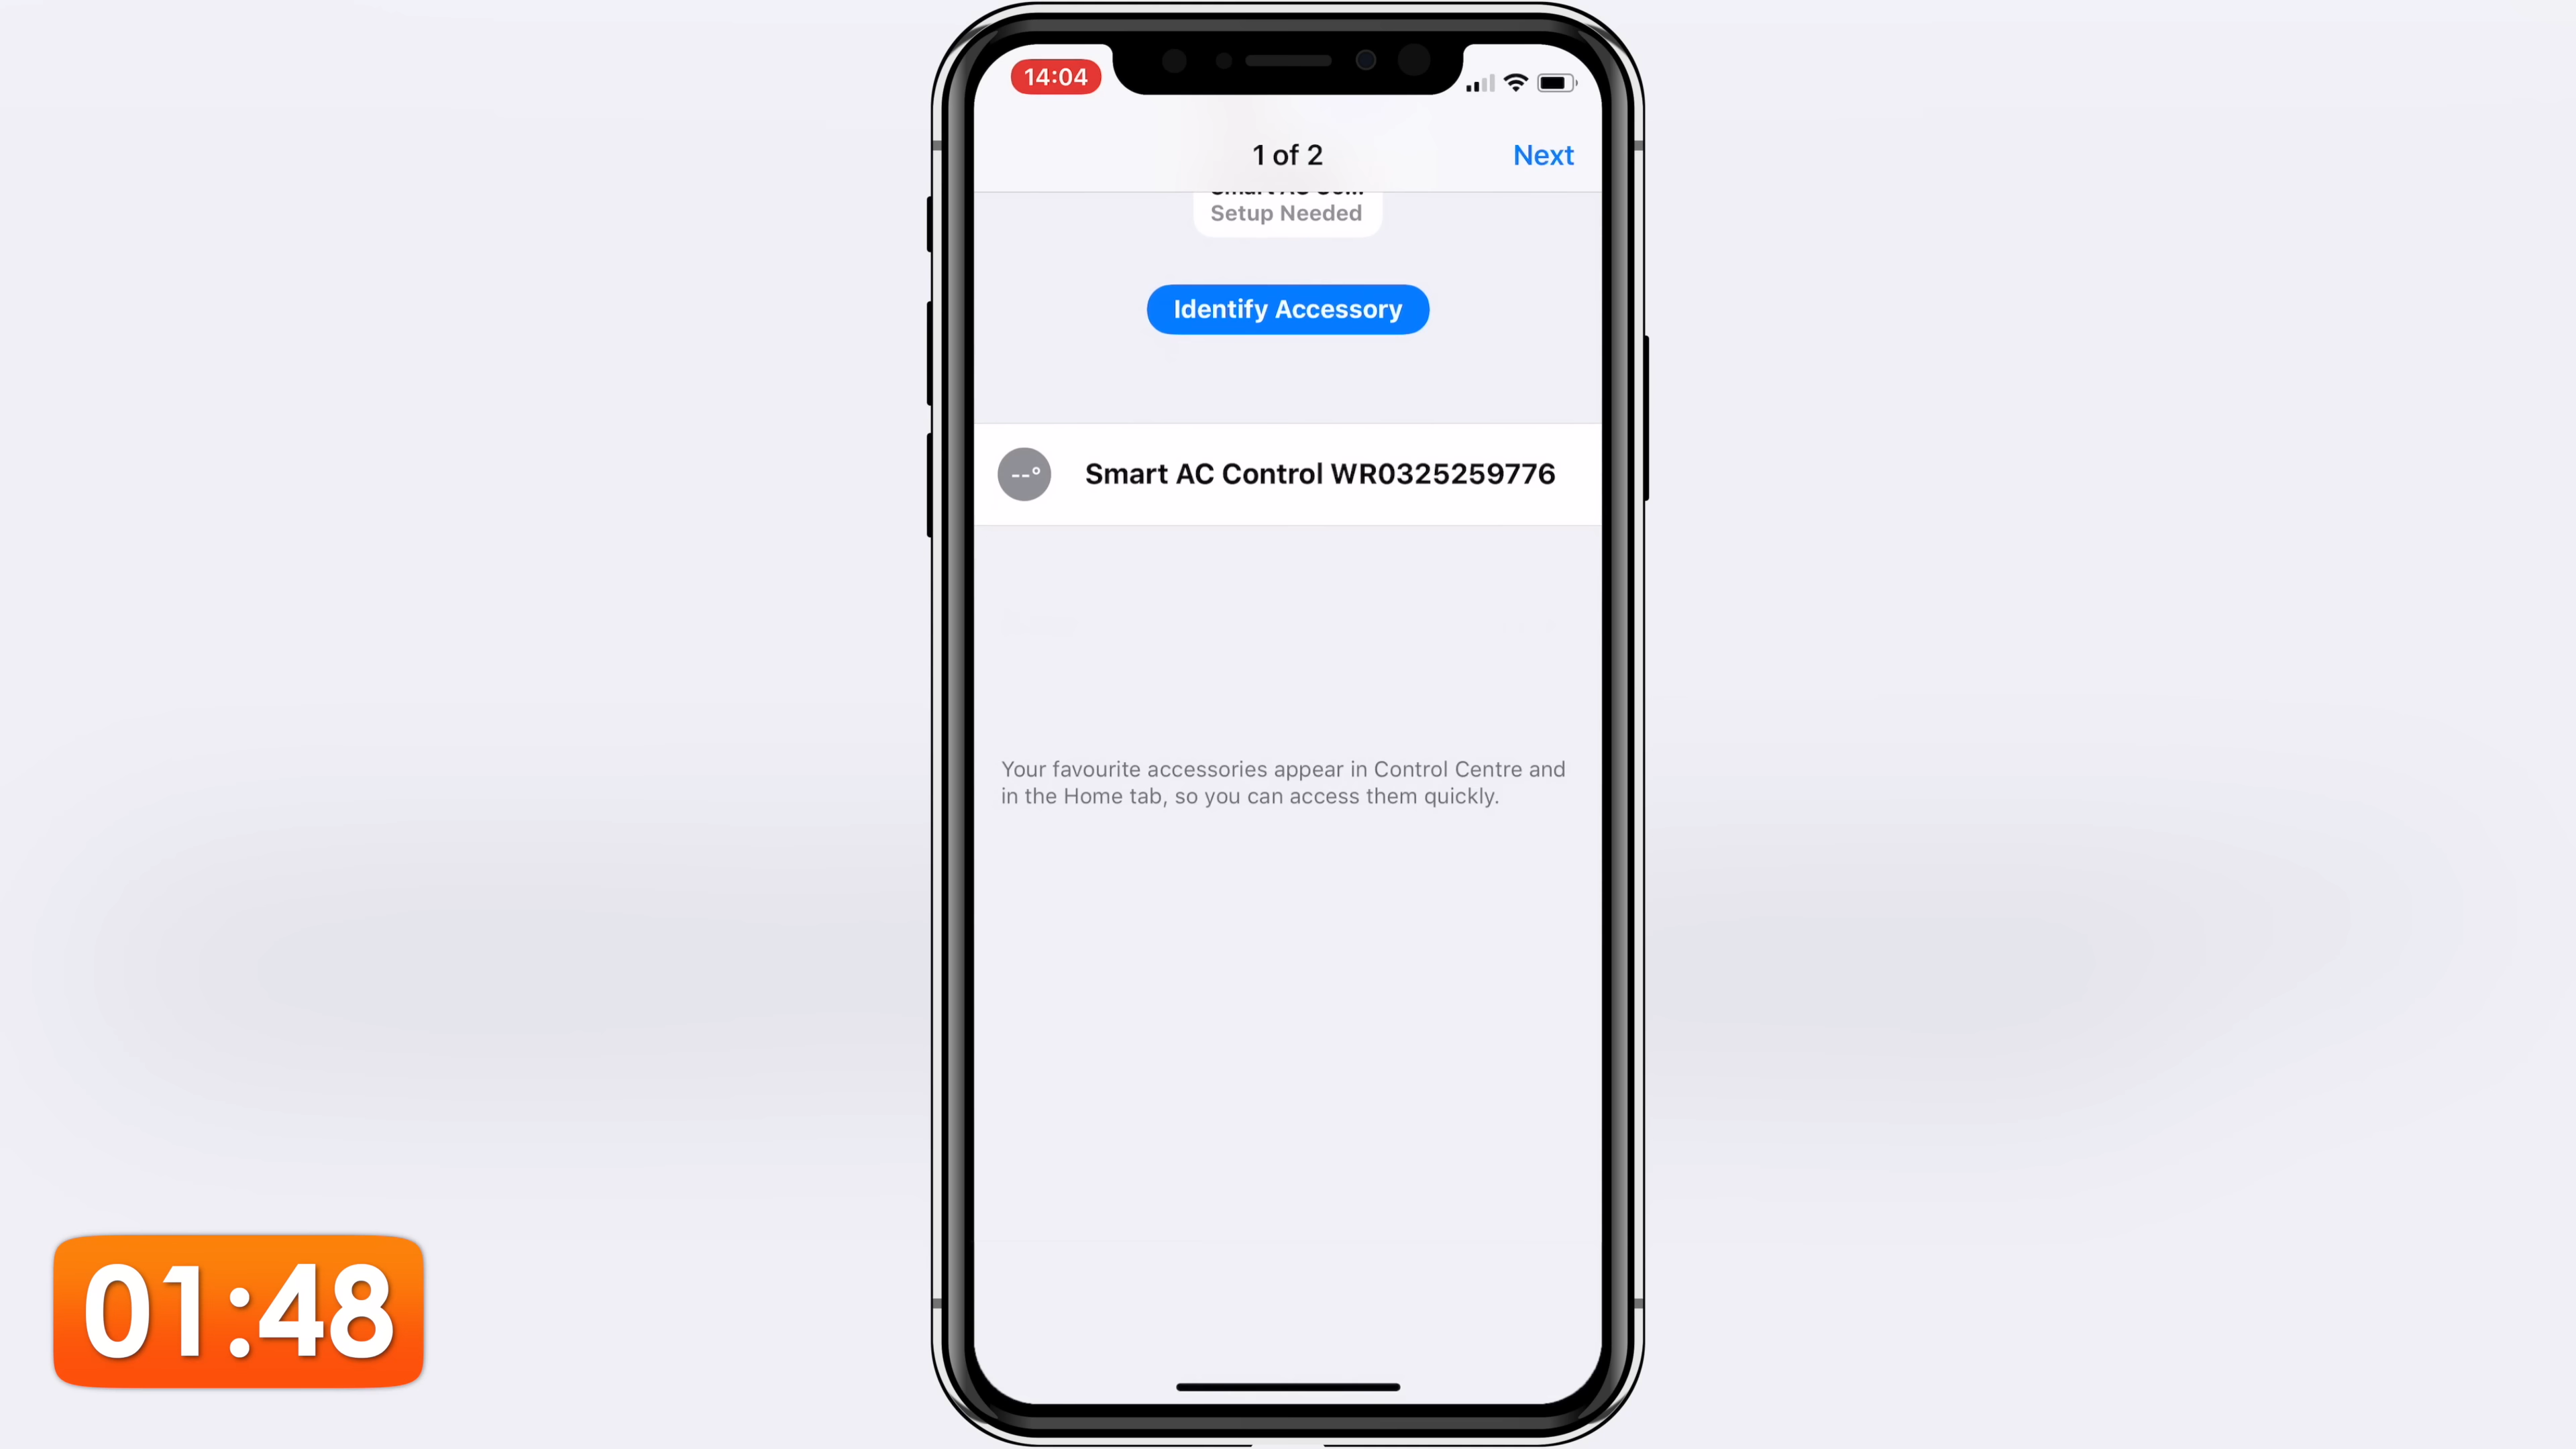 14:04
1 of 2
Next
Setup Needed
Identify Accessory
--°
Smart AC Control WR0325259776
Your favourite accessories appear in Control Centre and
in the Home tab, so you can access them quickly.
01:48